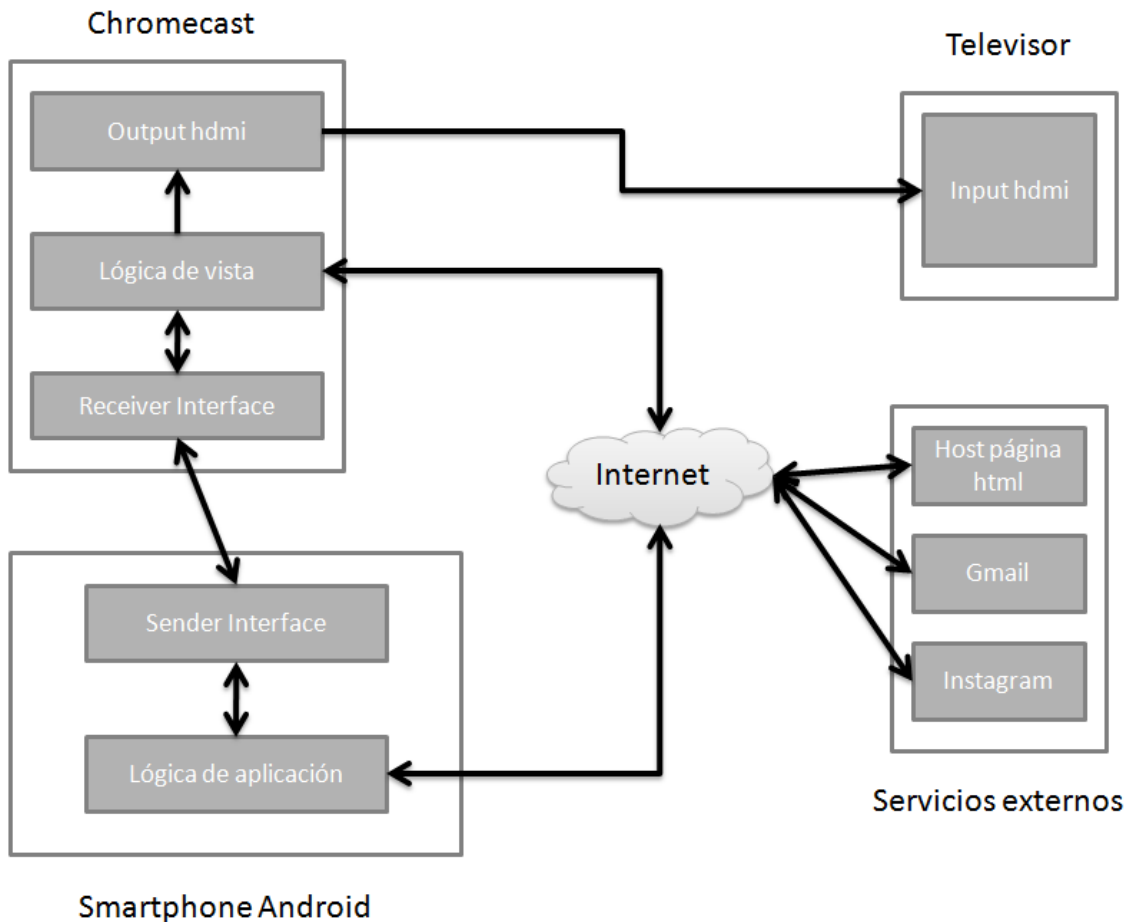 Chromecast
Output hdmi
Lógica de vista
Receiver Interface
Televisor
Input hdmi
Internet
Host página
html
Gmail
Instagram
Servicios externos
Sender Interface
Lógica de aplicación
Smartphone Android